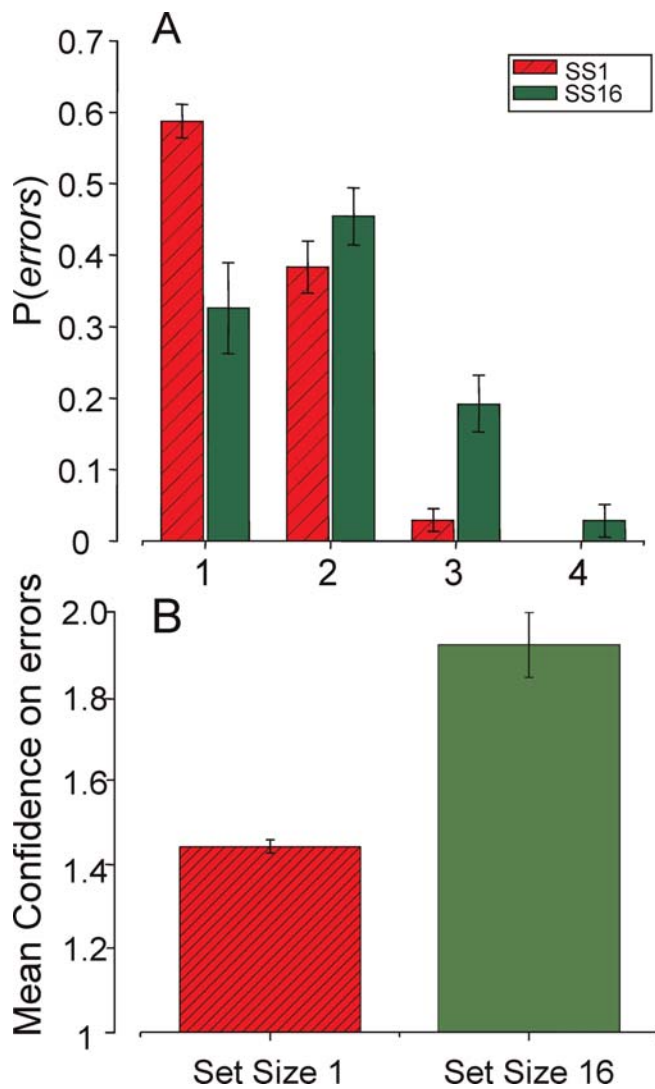 A
0.7
0.6
0.5
0.4
0.3
0.2
0.1
0
P(errors)
SS1
SS16
1 2 3 4
B
2.0
1.8
1.6
1.4
1.2
1
Mean Confidence on errors
Set Size 1 Set Size 16